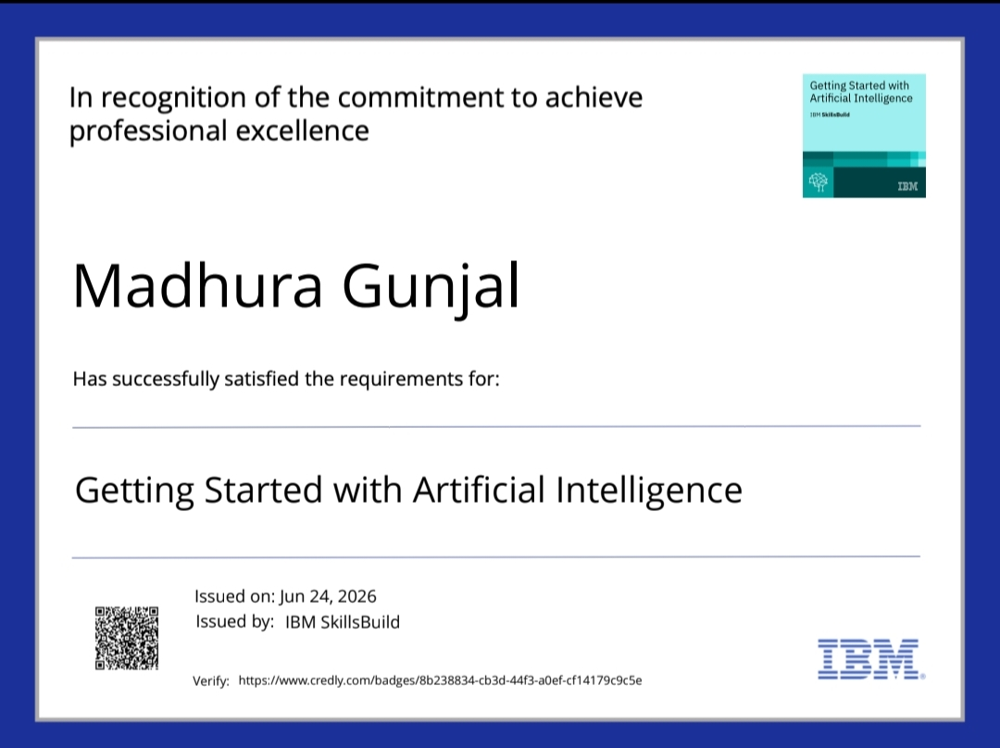 In recognition of the commitment to achieve
professional excellence
Getting Started with
Artificial Intelligence
IBM SkillsBuild
IBM
Madhura Gunjal
Has successfully satisfied the requirements for:
Getting Started with Artificial Intelligence
Issued on: Jun 24, 2026
Issued by: IBM SkillsBuild
Verify: https://www.credly.com/badges/8b238834-cb3d-44f3-a0ef-cf14179c9c5e
IBM®